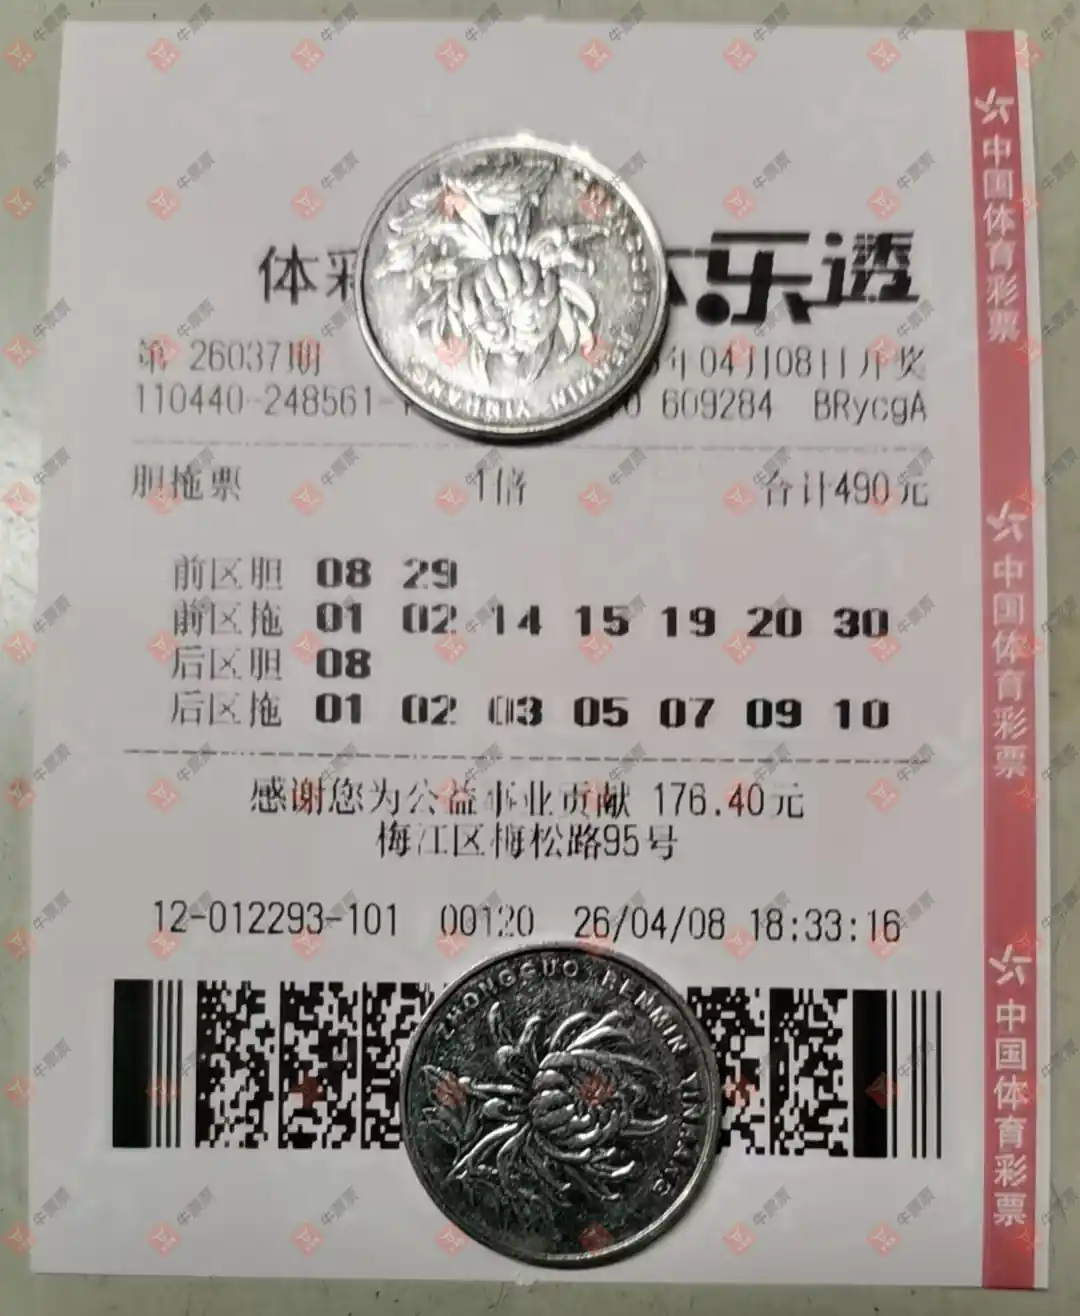 体彩 乐透
第 26037期 年04月08日开奖
110440-248561- 0 609284 BRycgA
胆拖票 1倍 合计490元
前区胆 08 29
前区拖 01 02 14 15 19 20 30
后区胆 08
后区拖 01 02 03 05 07 09 10
感谢您为公益事业贡献 176.40元
梅江区梅松路95号
12-012293-101 00120 26/04/08 18:33:16
ZHONGGUO RENMIN YINHANG
中国体育彩票
中国体育彩票
中国体育彩票
牛票票